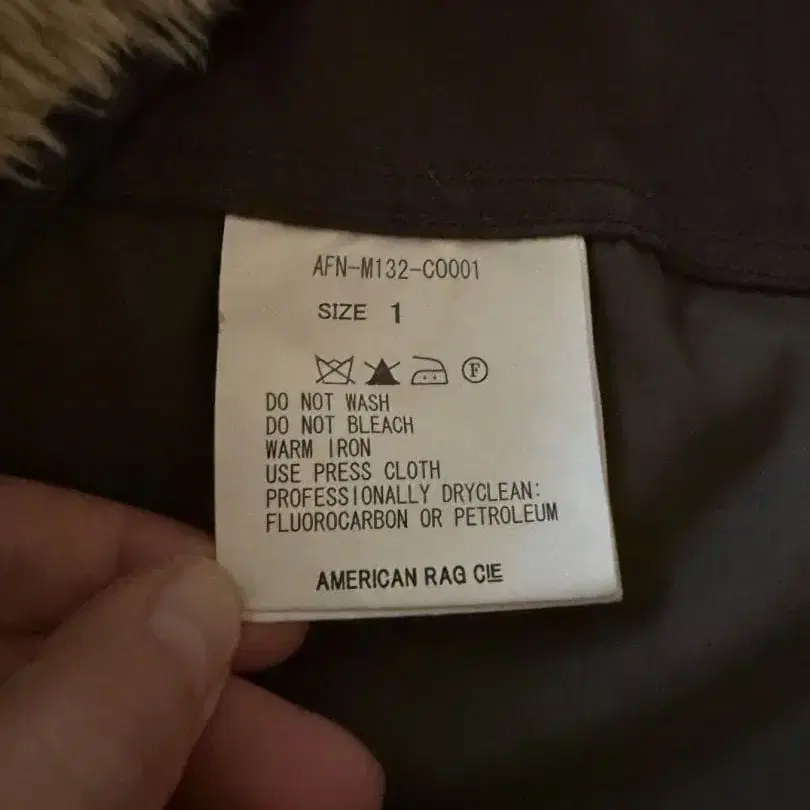 AFN-M132-CO001
SIZE 1
F
DO NOT WASH
DO NOT BLEACH
WARM IRON
USE PRESS CLOTH
PROFESSIONALLY DRYCLEAN:
FLUOROCARBON OR PETROLEUM
AMERICAN RAG CIE